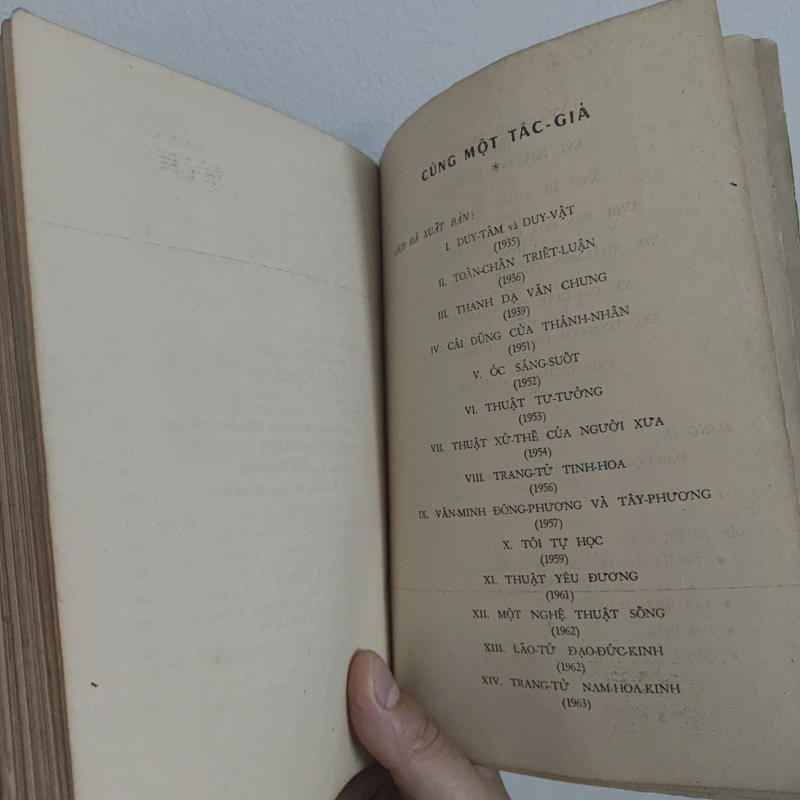 CÙNG MỘT TÁC-GIẢ
*
SÁCH ĐÃ XUẤT BẢN:
I. DUY-TÂM và DUY-VẬT
(1935)
II. TOÀN-CHÂN TRIẾT-LUẬN
(1936)
III. THANH DẠ VĂN CHUNG
(1939)
IV. CÁI DŨNG CỦA THÁNH-NHÂN
(1951)
V. ÓC SÁNG-SUỐT
(1952)
VI. THUẬT TƯ-TƯỞNG
(1953)
VII. THUẬT XỬ-THẾ CỦA NGƯỜI XƯA
(1954)
VIII. TRANG-TỬ TINH-HOA
(1956)
IX. VĂN-MINH ĐÔNG-PHƯƠNG VÀ TÂY-PHƯƠNG
(1957)
X. TÔI TỰ HỌC
(1959)
XI. THUẬT YÊU ĐƯƠNG
(1961)
XII. MỘT NGHỆ THUẬT SỐNG
(1962)
XIII. LÃO-TỬ ĐẠO-ĐỨC-KINH
(1962)
XIV. TRANG-TỬ NAM-HOA-KINH
(1963)